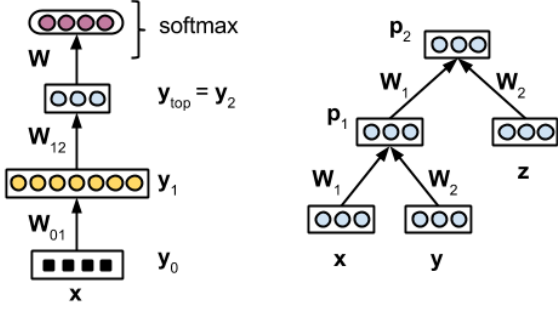 softmax
W
y_top = y_2
W_12
y_1
W_01
y_0
x
p_2
W_1 W_2
p_1
z
W_1 W_2
x y